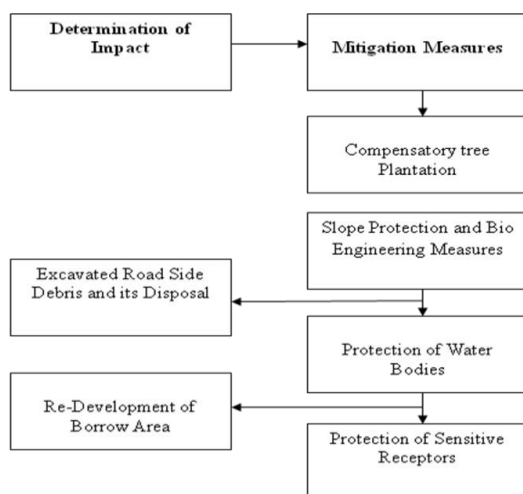 Determination of
Impact
Mitigation Measures
Compensatory tree
Plantation
Slope Protection and Bio
Engineering Measures
Excavated Road Side
Debris and its Disposal
Protection of Water
Bodies
Re-Development of
Borrow Area
Protection of Sensitive
Receptors